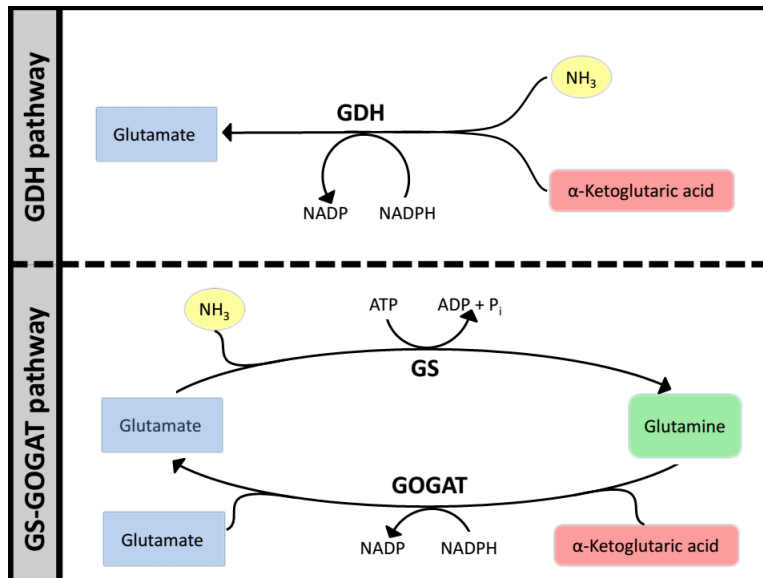 GDH pathway
NH₃
GDH
Glutamate
α-Ketoglutaric acid
NADP NADPH
GS-GOGAT pathway
NH₃
ATP ADP + Pᵢ
GS
Glutamate
Glutamine
GOGAT
Glutamate
NADP NADPH
α-Ketoglutaric acid